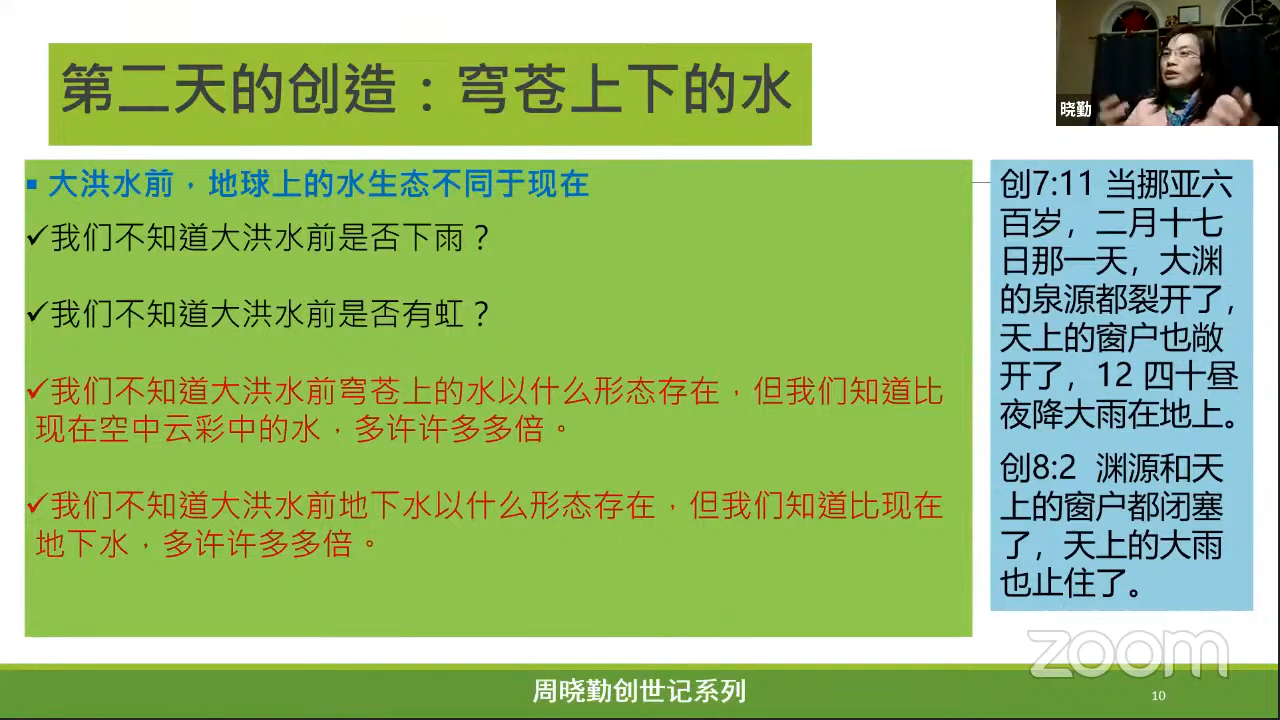 第二天的创造：穹苍上下的水
晓勤
大洪水前，地球上的水生态不同于现在
✓我们不知道大洪水前是否下雨？
✓我们不知道大洪水前是否有虹？
✓我们不知道大洪水前穹苍上的水以什么形态存在，但我们知道比
现在空中云彩中的水，多许许多多倍。
✓我们不知道大洪水前地下水以什么形态存在，但我们知道比现在
地下水，多许许多多倍。
创7:11 当挪亚六
百岁，二月十七
日那一天，大渊
的泉源都裂开了，
天上的窗户也敞
开了，12 四十昼
夜降大雨在地上。
创8:2 渊源和天
上的窗户都闭塞
了，天上的大雨
也止住了。
zoom
周晓勤创世记系列
10